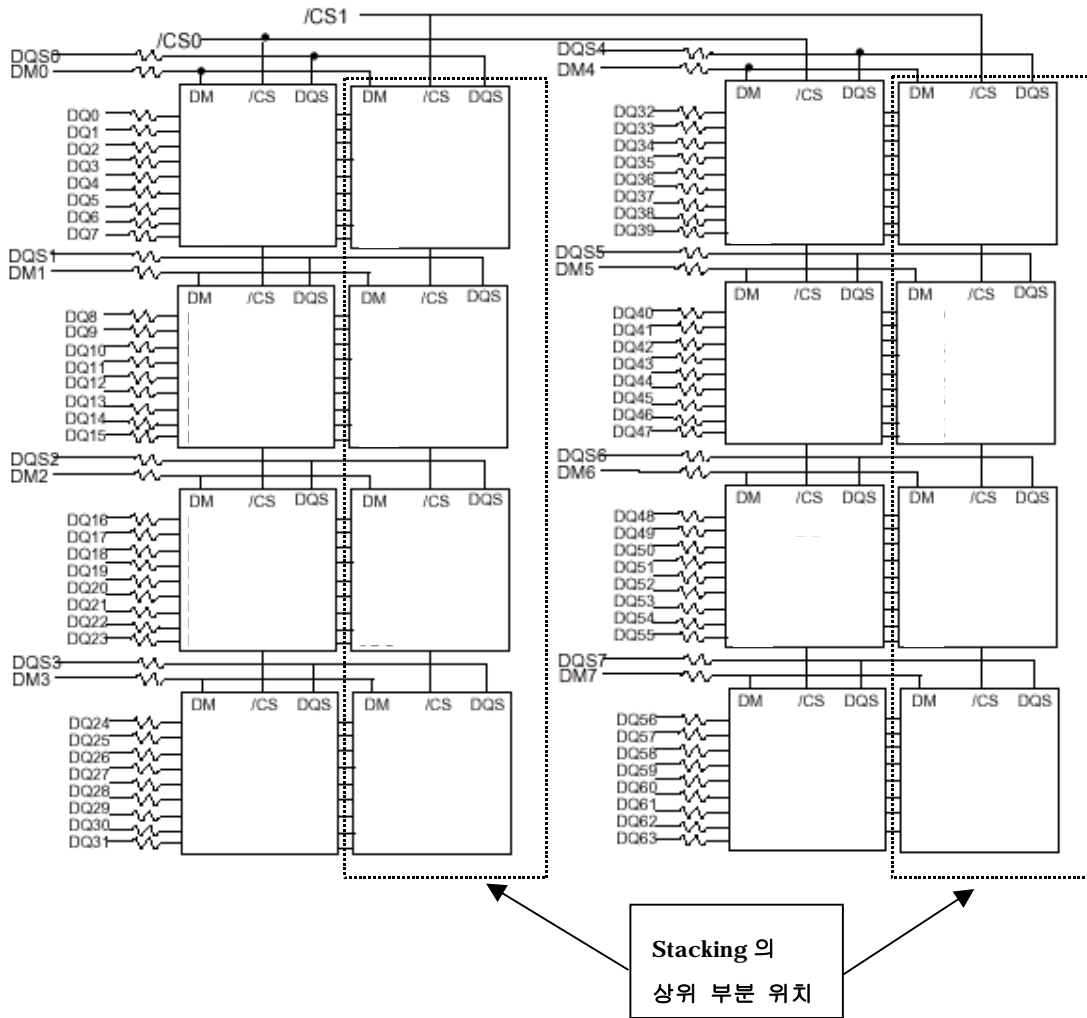 /CS1
/CS0
DQS0
DM0
DM /CS DQS DM /CS DQS
DQ0
DQ1
DQ2
DQ3
DQ4
DQ5
DQ6
DQ7
DQS1
DM1
DM /CS DQS DM /CS DQS
DQ8
DQ9
DQ10
DQ11
DQ12
DQ13
DQ14
DQ15
DQS2
DM2
DM /CS DQS DM /CS DQS
DQ16
DQ17
DQ18
DQ19
DQ20
DQ21
DQ22
DQ23
DQS3
DM3
DM /CS DQS DM /CS DQS
DQ24
DQ25
DQ26
DQ27
DQ28
DQ29
DQ30
DQ31
DQS4
DM4
DM /CS DQS DM /CS DQS
DQ32
DQ33
DQ34
DQ35
DQ36
DQ37
DQ38
DQ39
DQS5
DM5
DM /CS DQS DM /CS DQS
DQ40
DQ41
DQ42
DQ43
DQ44
DQ45
DQ46
DQ47
DQS6
DM6
DM /CS DQS DM /CS DQS
DQ48
DQ49
DQ50
DQ51
DQ52
DQ53
DQ54
DQ55
DQS7
DM7
DM /CS DQS DM /CS DQS
DQ56
DQ57
DQ58
DQ59
DQ60
DQ61
DQ62
DQ63
Stacking 의
상위 부분 위치